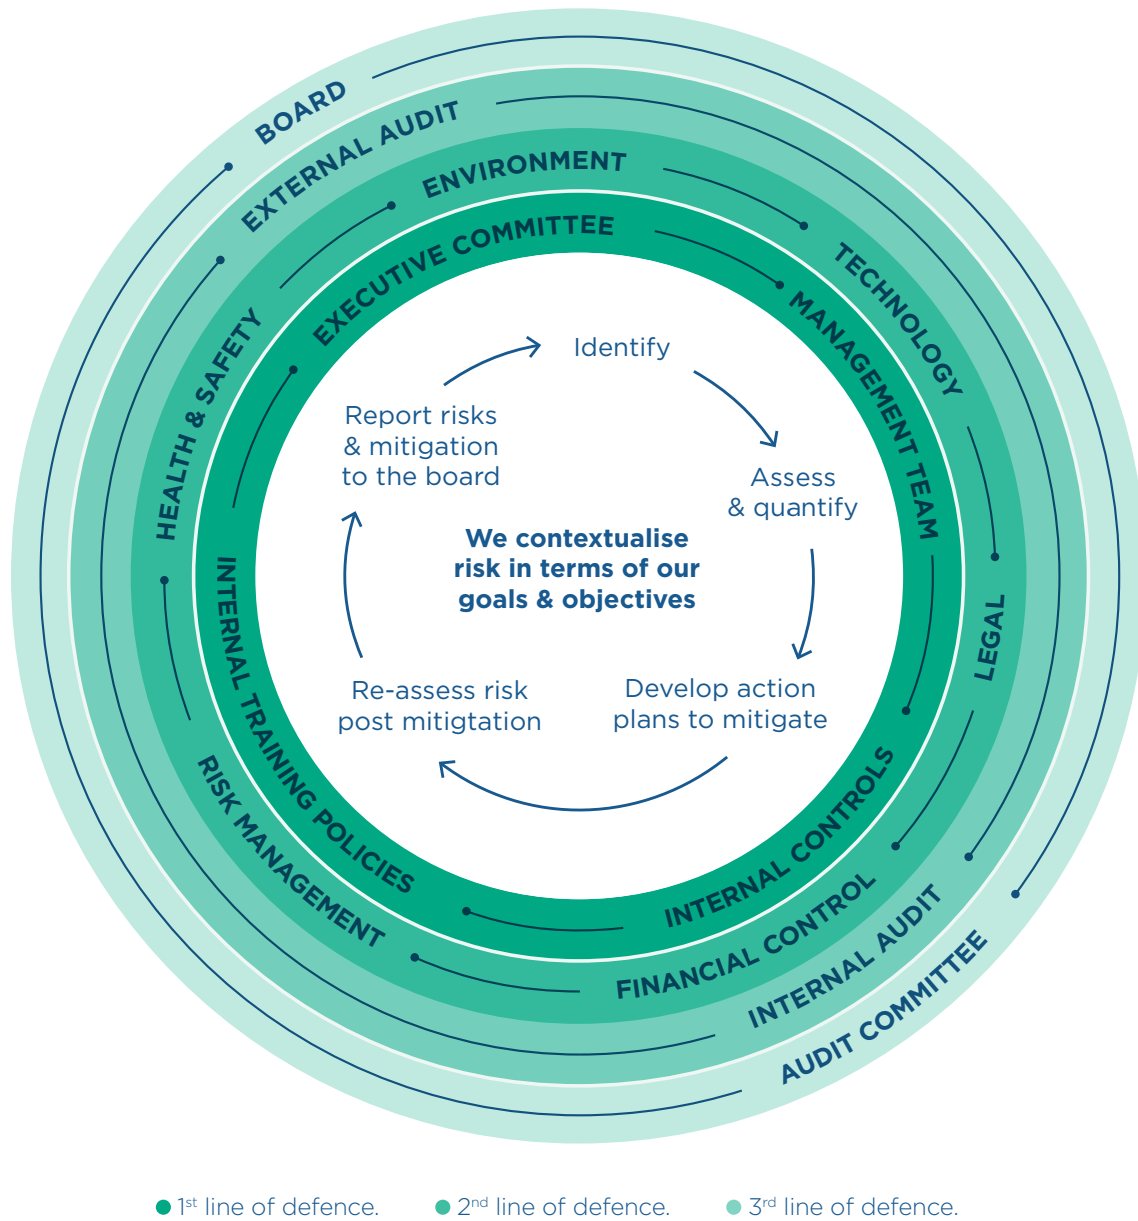 BOARD
EXTERNAL AUDIT
ENVIRONMENT
EXECUTIVE COMMITTEE
TECHNOLOGY
MANAGEMENT TEAM
HEALTH & SAFETY
Identify
Report risks
& mitigation
to the board
Assess
& quantify
We contextualise
risk in terms of our
goals & objectives
Re-assess risk
post mitigtation
Develop action
plans to mitigate
LEGAL
INTERNAL TRAINING POLICIES
INTERNAL CONTROLS
RISK MANAGEMENT
FINANCIAL CONTROL
INTERNAL AUDIT
AUDIT COMMITTEE
1st line of defence.
2nd line of defence.
3rd line of defence.